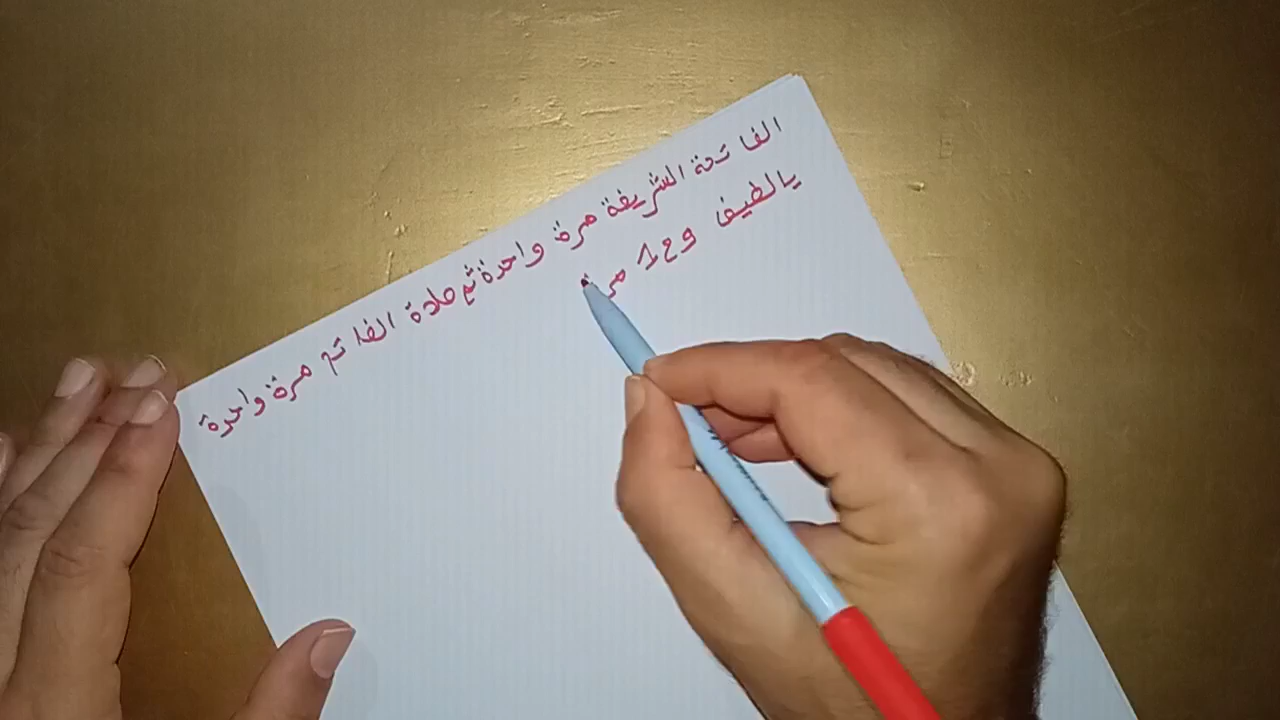 الفاتحة الشريفة مرة واحدة ثم صلاة الفاتح مرة واحدة
يالطيف 129 مرة